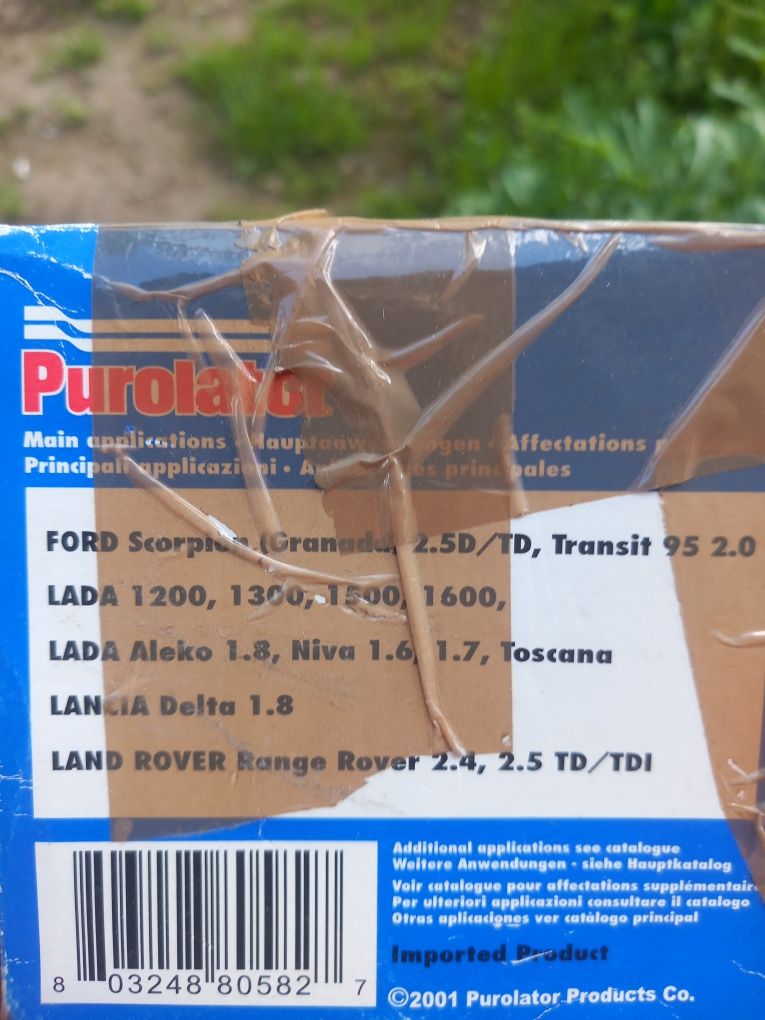 Purolator
Main applications · Hauptanw ungen · Affectations
Principali applicazioni · principales
FORD Scorpion (Granada) 2.5D/TD, Transit 95 2.0
LADA 1200, 1300, 1500, 1600,
LADA Aleko 1.8, Niva 1.6, 1.7, Toscana
LANCIA Delta 1.8
LAND ROVER Range Rover 2.4, 2.5 TD/TDI
Additional applications see catalogue
Weitere Anwendungen - siehe Hauptkatalog
Voir catalogue pour affectations supplémentair
Per ulteriori applicazioni consultare il catalogo
Otras aplicaciones ver catàlogo principal
Imported Product
©2001 Purolator Products Co.
8 03248 80582 7